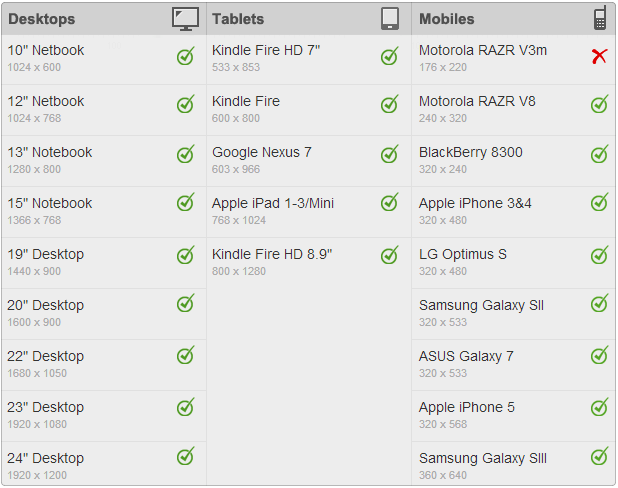 Desktops
10" Netbook
1024 x 600
12" Netbook
1024 x 768
13" Notebook
1280 x 800
15" Notebook
1366 x 768
19" Desktop
1440 x 900
20" Desktop
1600 x 900
22" Desktop
1680 x 1050
23" Desktop
1920 x 1080
24" Desktop
1920 x 1200
Tablets
Kindle Fire HD 7"
533 x 853
Kindle Fire
600 x 800
Google Nexus 7
603 x 966
Apple iPad 1-3/Mini
768 x 1024
Kindle Fire HD 8.9"
800 x 1280
Mobiles
Motorola RAZR V3m
176 x 220
Motorola RAZR V8
240 x 320
BlackBerry 8300
320 x 240
Apple iPhone 3&4
320 x 480
LG Optimus S
320 x 480
Samsung Galaxy SII
320 x 533
ASUS Galaxy 7
320 x 533
Apple iPhone 5
320 x 568
Samsung Galaxy SIII
360 x 640